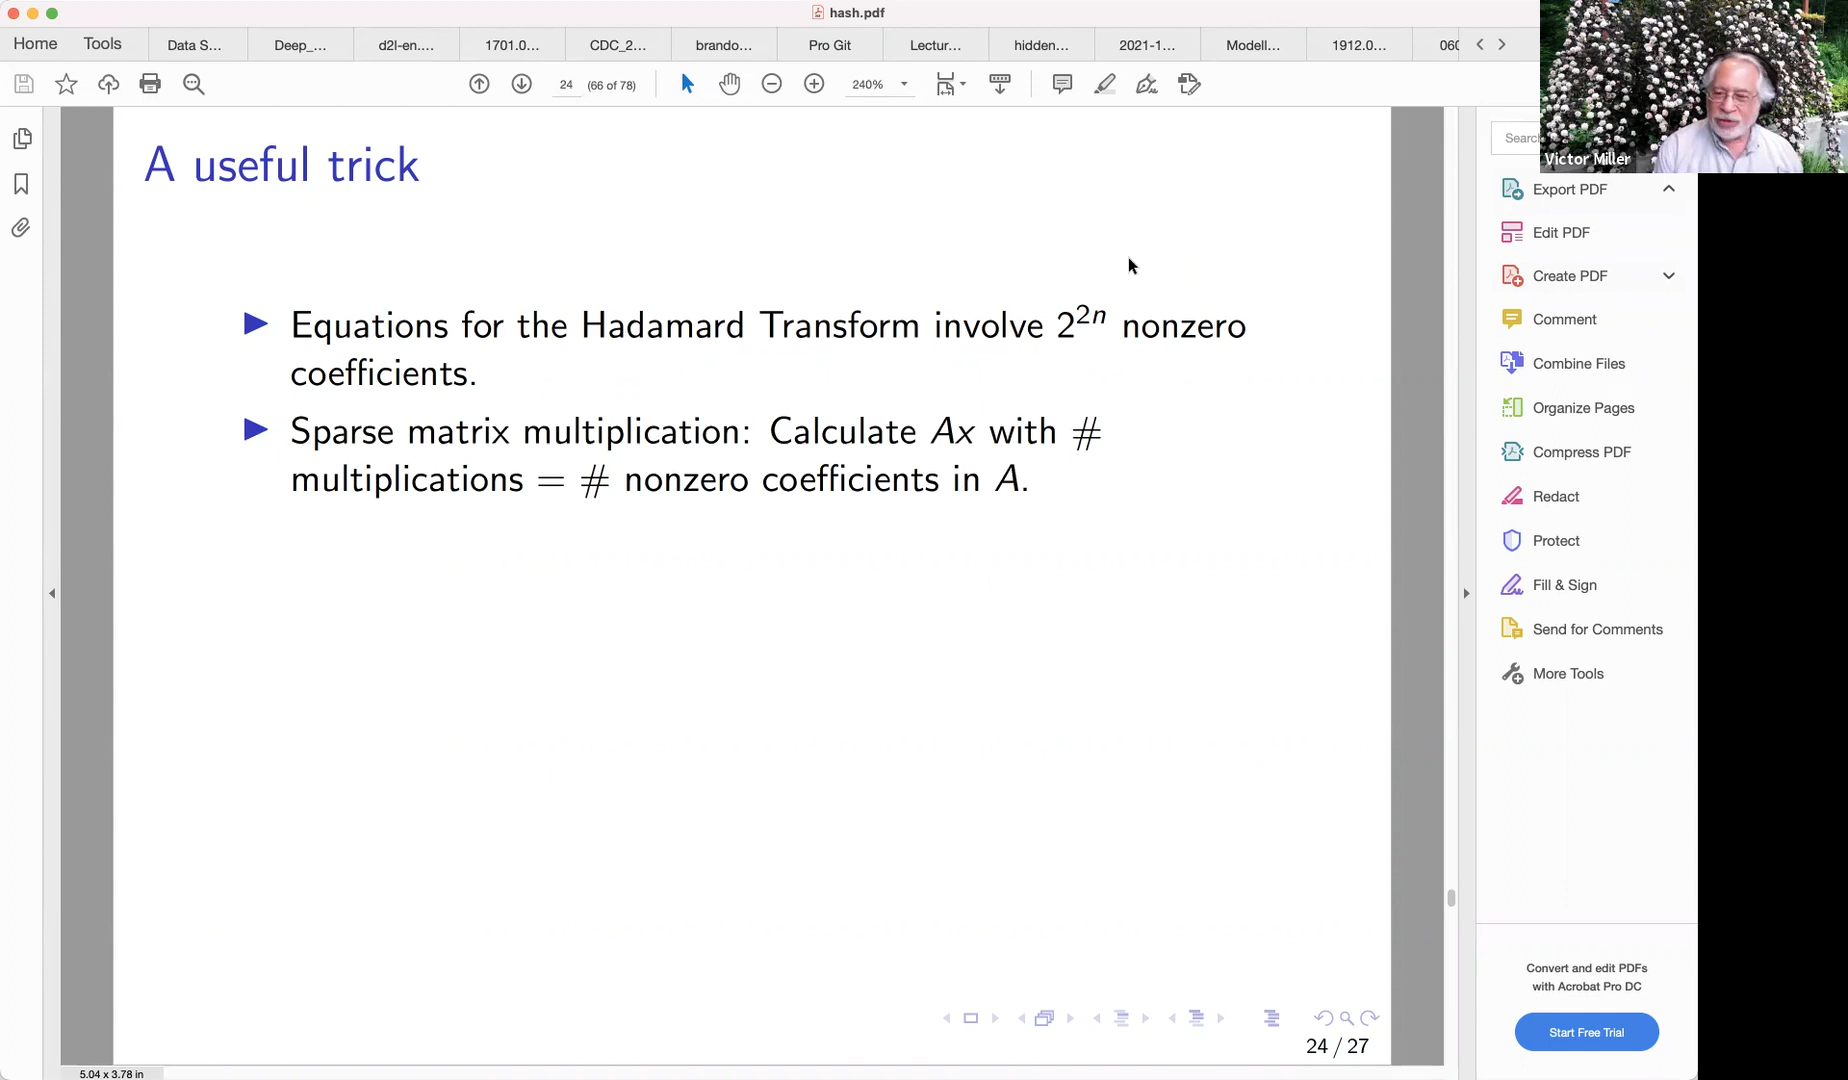 hash.pdf
Home Tools Data S... Deep_... d2l-en.... 1701.0... CDC_2... brando... Pro Git Lectur... hidden... 2021-1... Modell... 1912.0... 060
24 (66 of 78) 240%
Victor Miller
Searc
A useful trick
Equations for the Hadamard Transform involve 2²ⁿ nonzero
coefficients.
Sparse matrix multiplication: Calculate Ax with #
multiplications = # nonzero coefficients in A.
24 / 27
5.04 x 3.78 in
Export PDF
Edit PDF
Create PDF
Comment
Combine Files
Organize Pages
Compress PDF
Redact
Protect
Fill & Sign
Send for Comments
More Tools
Convert and edit PDFs
with Acrobat Pro DC
Start Free Trial